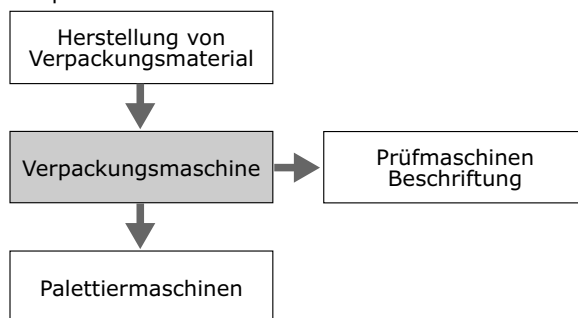 Herstellung von
Verpackungsmaterial
Verpackungsmaschine
Prüfmaschinen
Beschriftung
Palettiermaschinen